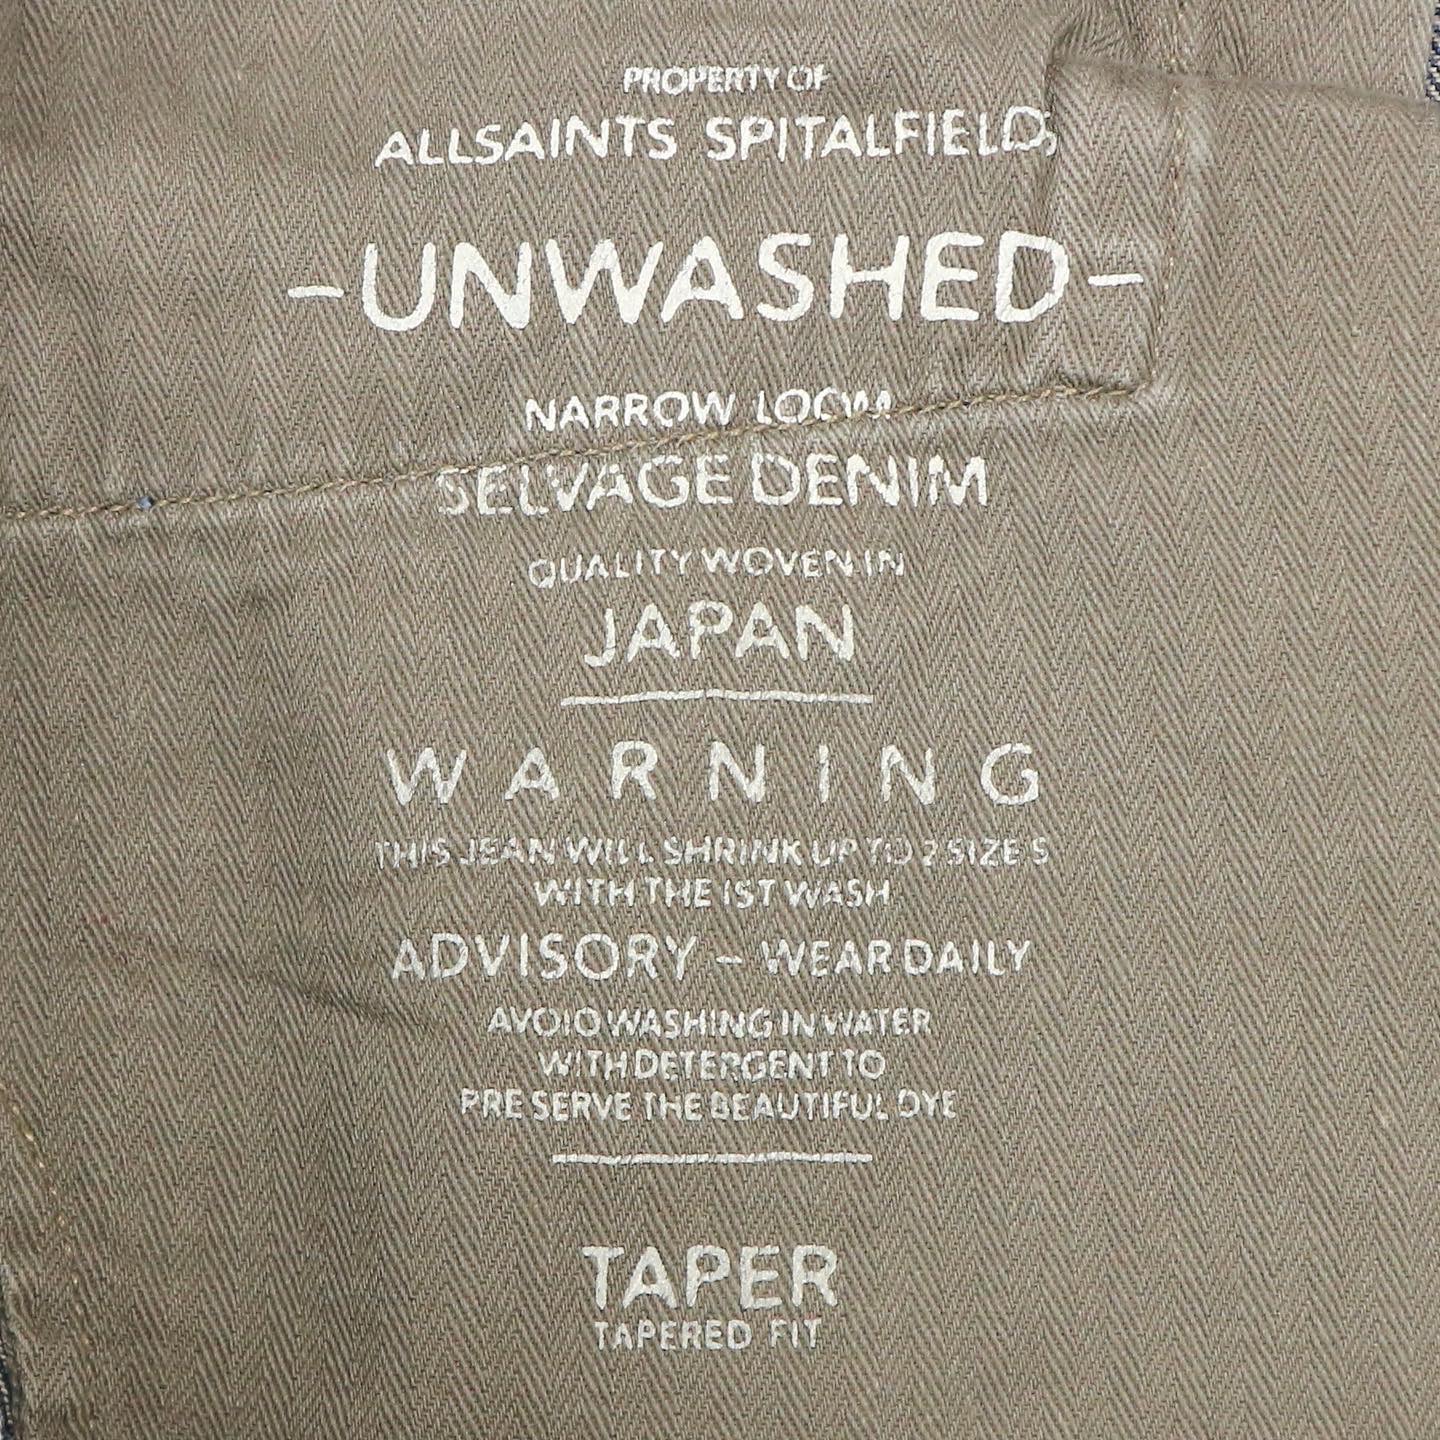 PROPERTY OF
ALLSAINTS SPITALFIELDS
-UNWASHED-
NARROW LOOM
SELVAGE DENIM
QUALITY WOVEN IN
JAPAN
WARNING
THIS JEAN WILL SHRINK UP TO 2 SIZES
WITH THE 1ST WASH
ADVISORY - WEAR DAILY
AVOID WASHING IN WATER
WITH DETERGENT TO
PRESERVE THE BEAUTIFUL DYE
TAPER
TAPERED FIT